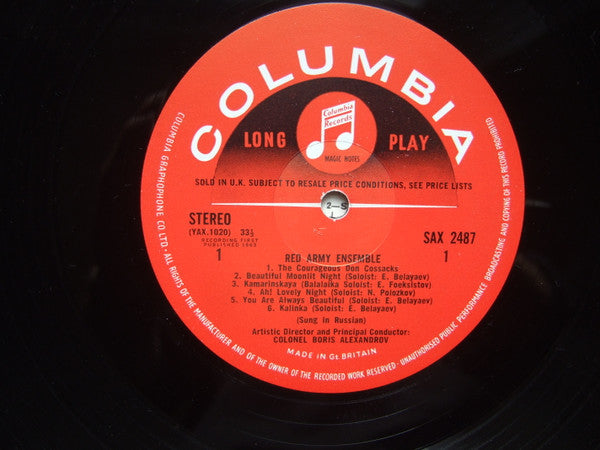 COLUMBIA
Columbia
Records
LONG PLAY
MAGIC NOTES
SOLD IN U.K. SUBJECT TO RESALE PRICE CONDITIONS, SEE PRICE LISTS
2—S
L
STEREO
(YAX.1020) 33⅓
RECORDING FIRST
PUBLISHED 1963
1
SAX 2487
1
RED ARMY ENSEMBLE
1. The Courageous Don Cossacks
2. Beautiful Moonlit Night (Soloist: E. Belayaev)
3. Kamarinskaya (Balalaika Soloist: E. Foeksistov)
4. Ah! Lovely Night (Soloist: N. Polozkov)
5. You Are Always Beautiful (Soloist: E. Belayaev)
6. Kalinka (Soloist: E. Belayaev)
(Sung in Russian)
Artistic Director and Principal Conductor:
COLONEL BORIS ALEXANDROV
MADE IN Gt. BRITAIN
COLUMBIA GRAPHOPHONE CO. LTD. · ALL RIGHTS OF THE MANUFACTURER AND OF THE OWNER OF THE RECORDED WORK RESERVED · UNAUTHORISED PUBLIC PERFORMANCE BROADCASTING AND COPYING OF THIS RECORD PROHIBITED